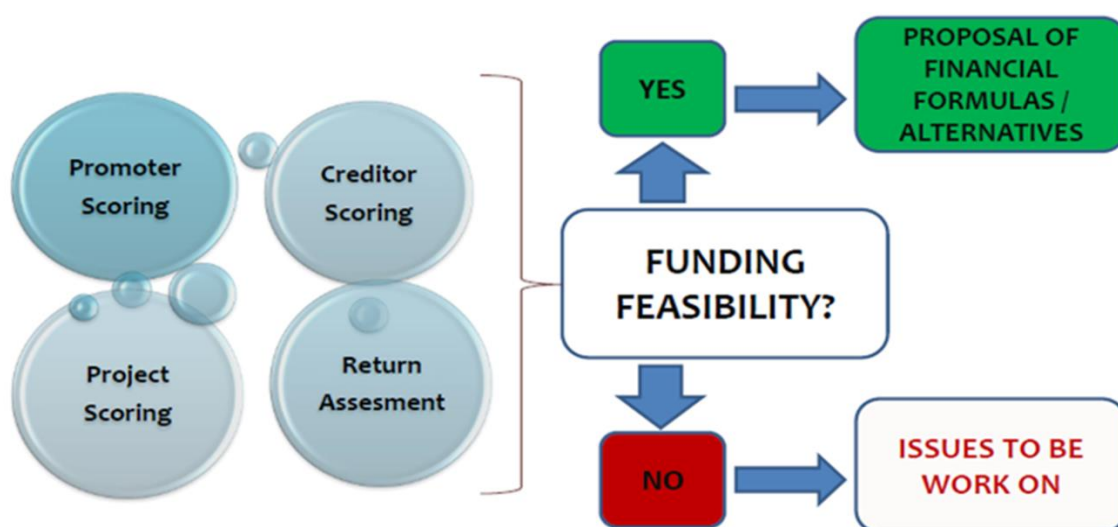 Promoter
Scoring
Creditor
Scoring
Project
Scoring
Return
Assesment
FUNDING
FEASIBILITY?
YES
PROPOSAL OF
FINANCIAL
FORMULAS /
ALTERNATIVES
NO
ISSUES TO BE
WORK ON